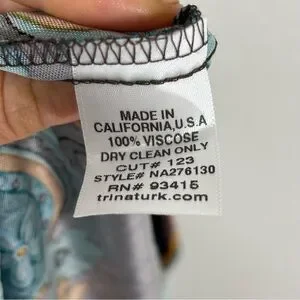 MADE IN
CALIFORNIA,U.S.A
100% VISCOSE
DRY CLEAN ONLY
CUT# 123
STYLE# NA276130
RN# 93415
trinaturk.com